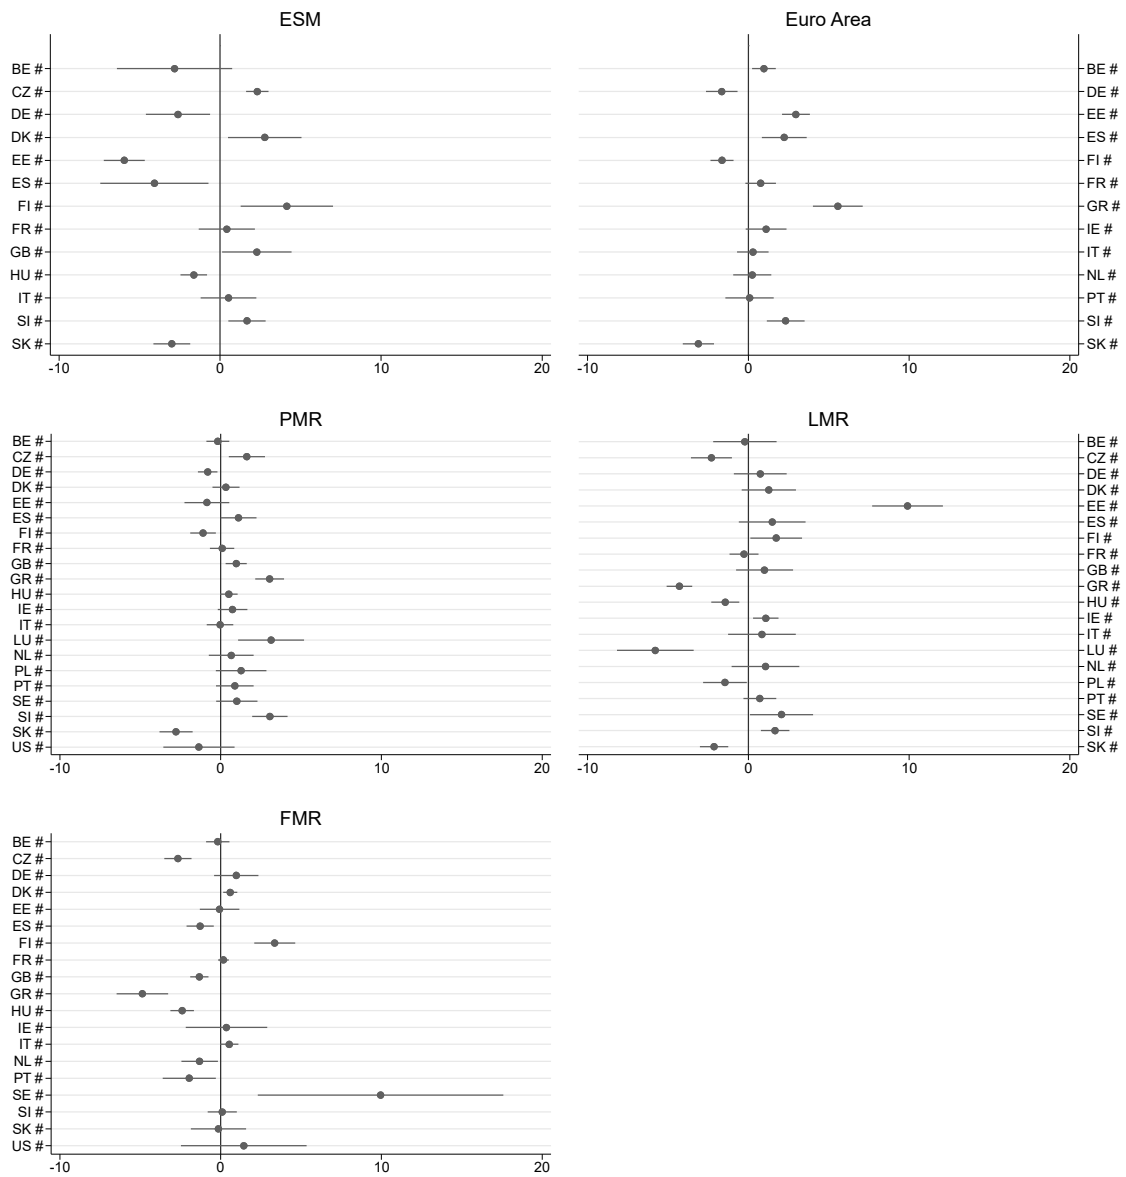 ESM
BE #
CZ #
DE #
DK #
EE #
ES #
FI #
FR #
GB #
HU #
IT #
SI #
SK #
-10 0 10 20
Euro Area
BE #
DE #
EE #
ES #
FI #
FR #
GR #
IE #
IT #
NL #
PT #
SI #
SK #
-10 0 10 20
PMR
BE #
CZ #
DE #
DK #
EE #
ES #
FI #
FR #
GB #
GR #
HU #
IE #
IT #
LU #
NL #
PL #
PT #
SE #
SI #
SK #
US #
-10 0 10 20
LMR
BE #
CZ #
DE #
DK #
EE #
ES #
FI #
FR #
GB #
GR #
HU #
IE #
IT #
LU #
NL #
PL #
PT #
SE #
SI #
SK #
-10 0 10 20
FMR
BE #
CZ #
DE #
DK #
EE #
ES #
FI #
FR #
GB #
GR #
HU #
IE #
IT #
NL #
PT #
SE #
SI #
SK #
US #
-10 0 10 20